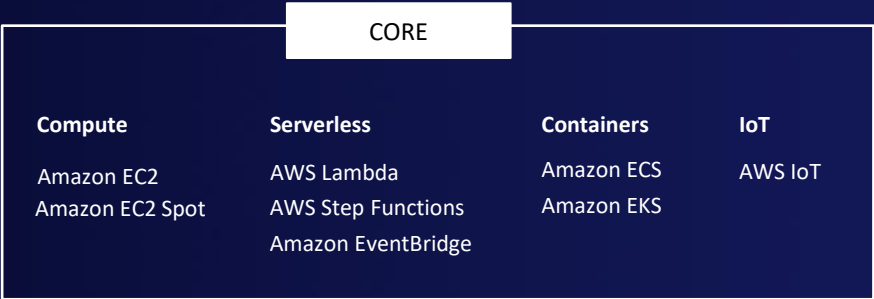 CORE
Compute
Amazon EC2
Amazon EC2 Spot
Serverless
AWS Lambda
AWS Step Functions
Amazon EventBridge
Containers
Amazon ECS
Amazon EKS
IoT
AWS IoT